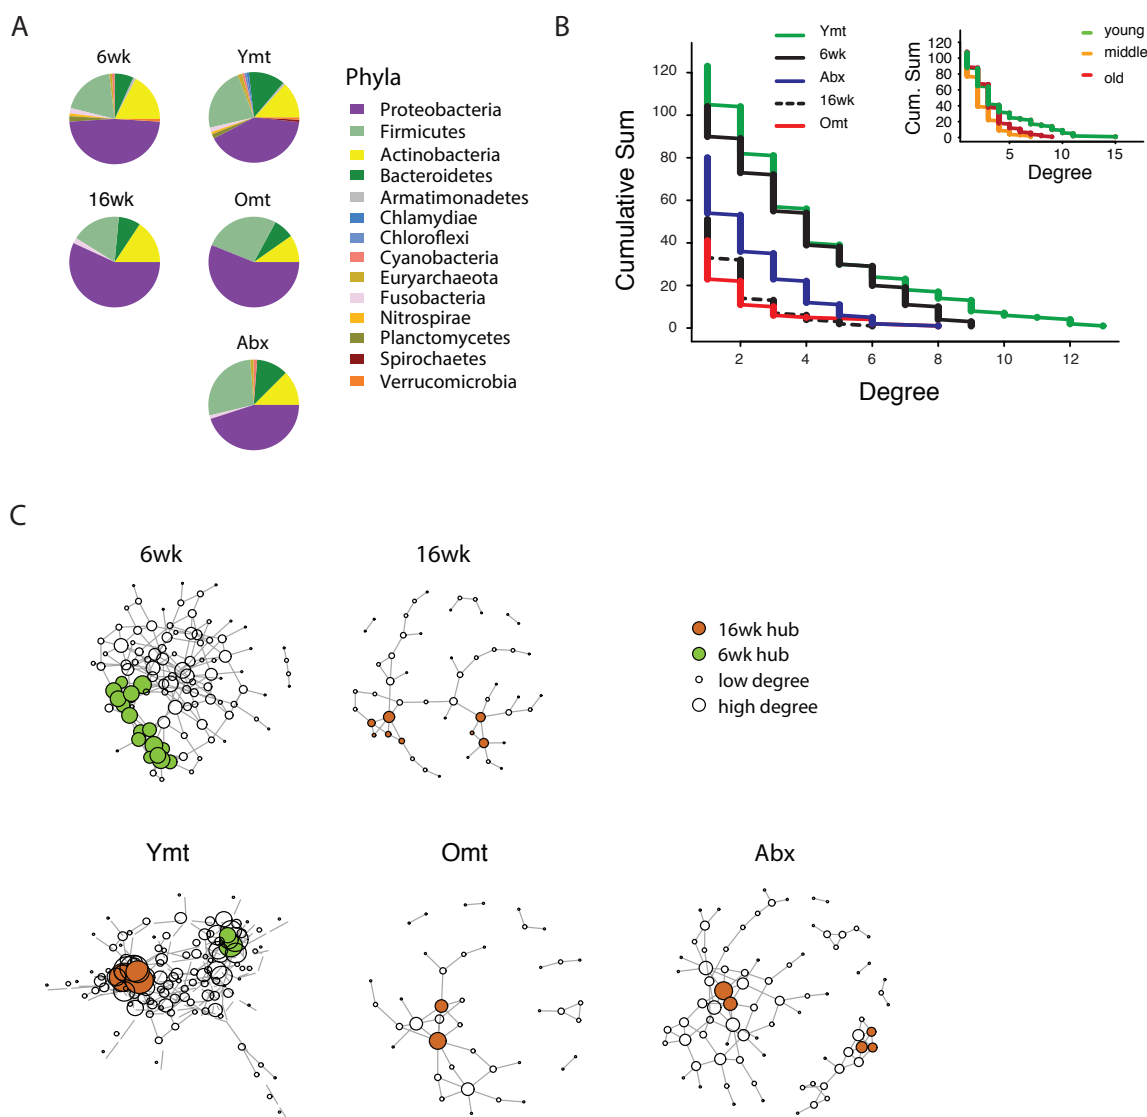 A
6wk
Ymt
16wk
Omt
Abx
Phyla
Proteobacteria
Firmicutes
Actinobacteria
Bacteroidetes
Armatimonadetes
Chlamydiae
Chloroflexi
Cyanobacteria
Euryarchaeota
Fusobacteria
Nitrospirae
Planctomycetes
Spirochaetes
Verrucomicrobia
B
Cumulative Sum
120
100
80
60
40
20
0
2
4
6
8
10
12
Degree
Ymt
6wk
Abx
16wk
Omt
Cum. Sum
120
100
80
60
40
20
0
5
10
15
Degree
young
middle
old
C
6wk
16wk
16wk hub
6wk hub
low degree
high degree
Ymt
Omt
Abx